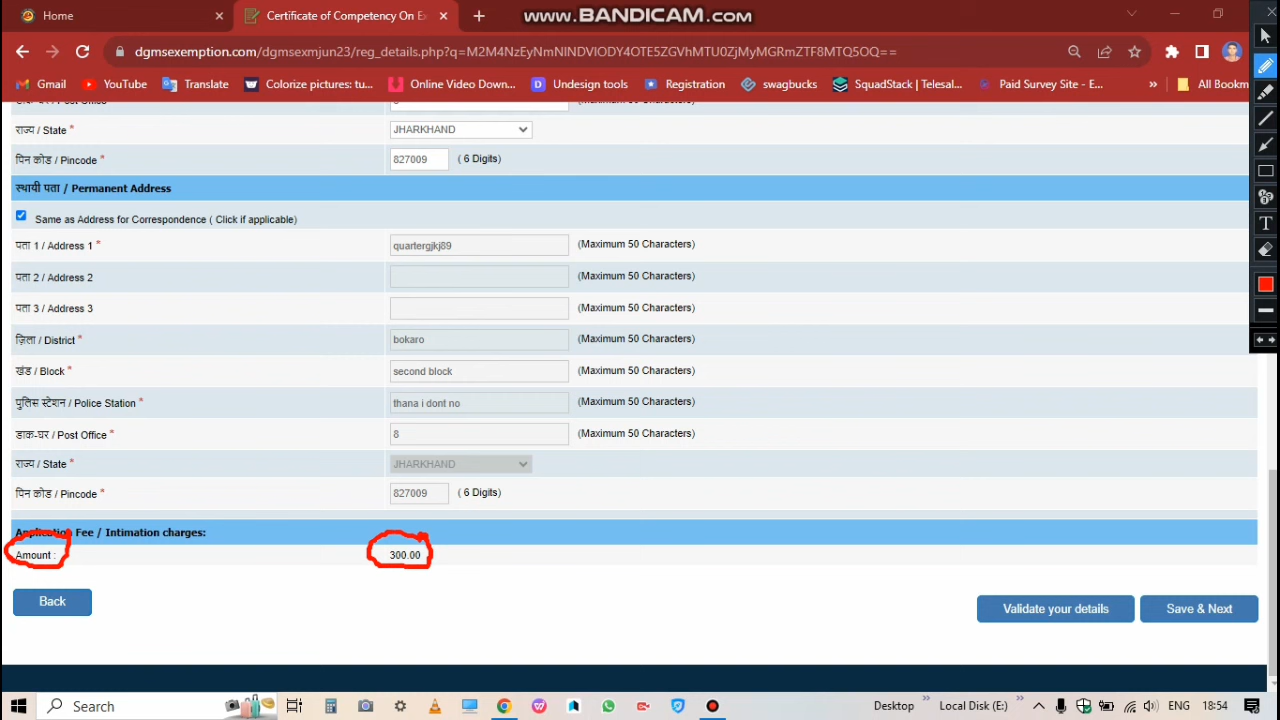 Home
Certificate of Competency On Ex
www.BANDICAM.com
dgmsexemption.com/dgmsexmjun23/reg_details.php?q=M2M4NzEyNmNlNDVlODY4OTE5ZGVhMTU0ZjMyMGRmZTF8MTQ5OQ==
Gmail YouTube Translate Colorize pictures: tu... Online Video Down... Undesign tools Registration swagbucks SquadStack | Telesal... Paid Survey Site - E... » All Bookm
राज्य / State * JHARKHAND
पिन कोड / Pincode * 827009 ( 6 Digits)
स्थायी पता / Permanent Address
Same as Address for Correspondence ( Click if applicable)
पता 1 / Address 1 * quartergjkj89 (Maximum 50 Characters)
पता 2 / Address 2 (Maximum 50 Characters)
पता 3 / Address 3 (Maximum 50 Characters)
ज़िला / District * bokaro (Maximum 50 Characters)
खंड / Block * second block (Maximum 50 Characters)
पुलिस स्टेशान / Police Station * thana i dont no (Maximum 50 Characters)
डाक-घर / Post Office * 8 (Maximum 50 Characters)
राज्य / State * JHARKHAND
पिन कोड / Pincode * 827009 ( 6 Digits)
Application Fee / Intimation charges:
Amount : 300.00
Back
Validate your details Save & Next
Search
Desktop » Local Disk (E:) » ENG 18:54